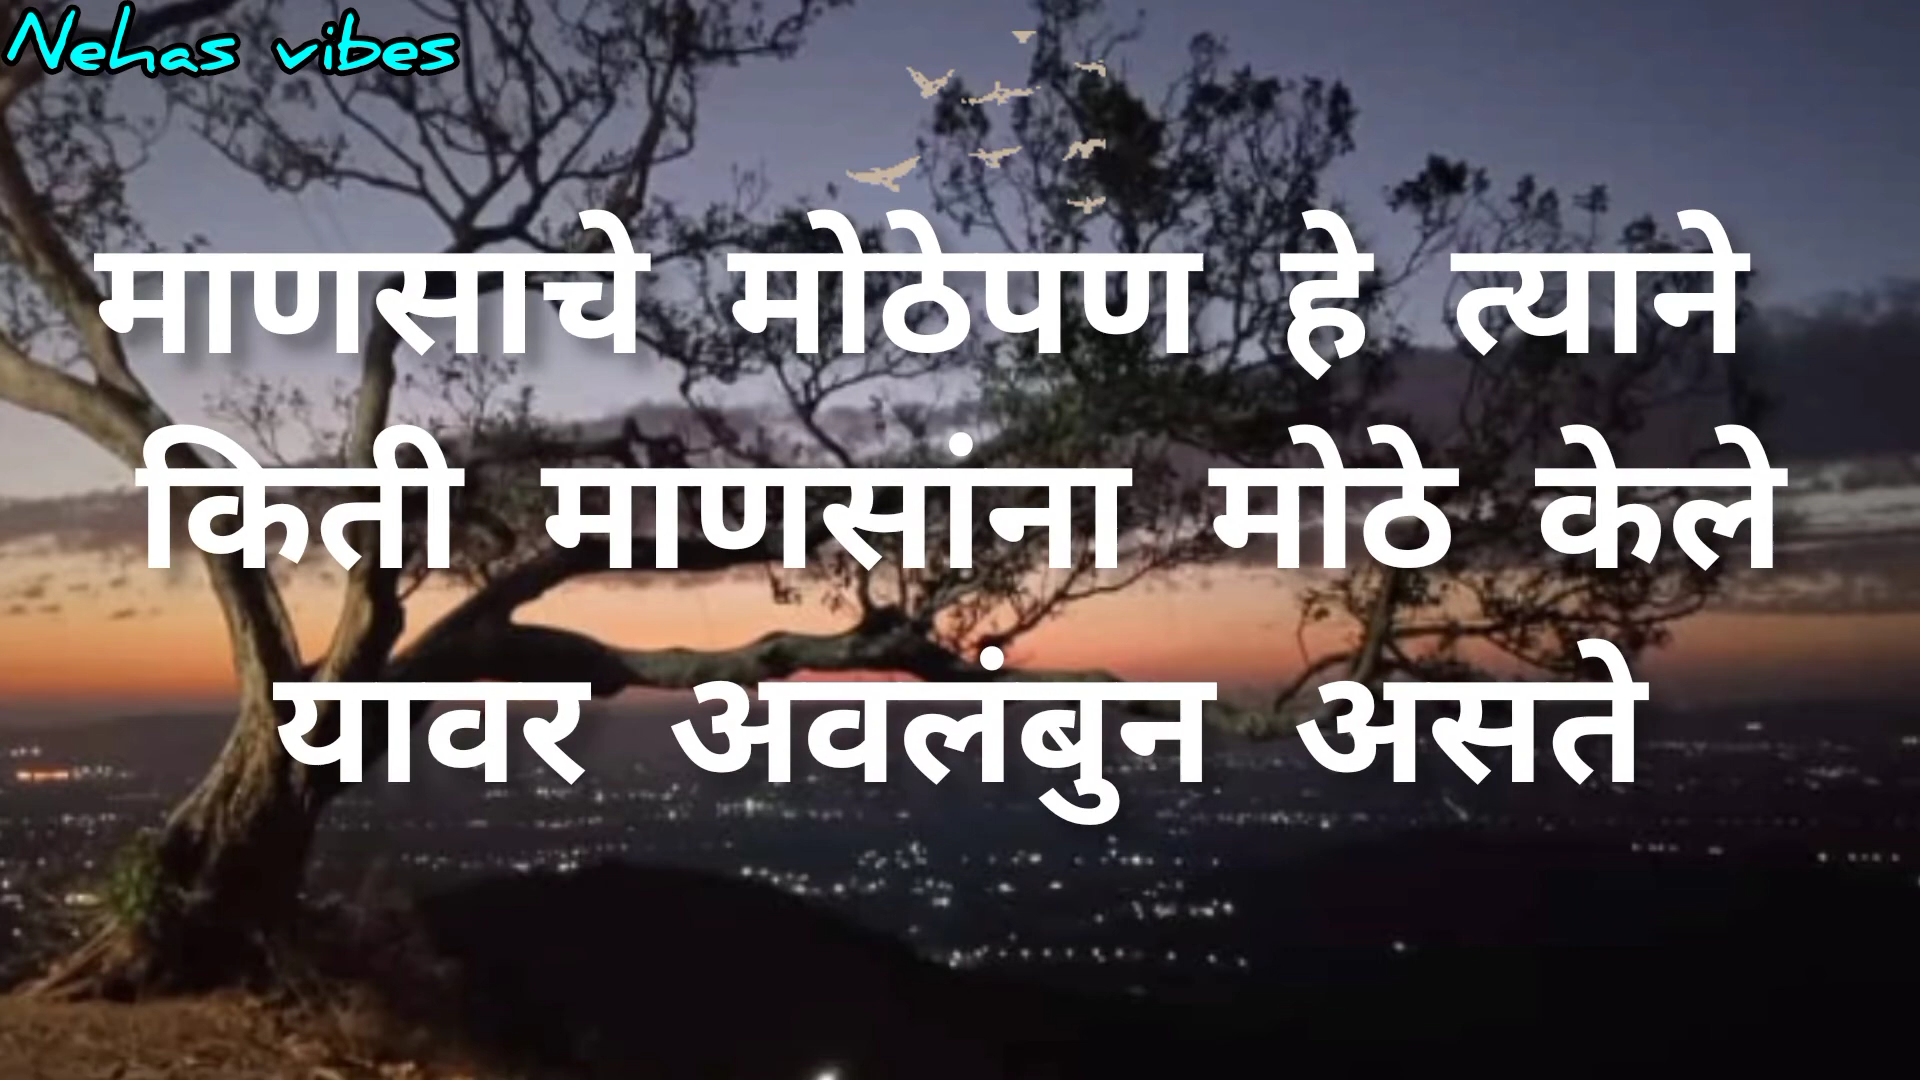 Nehas vibes
माणसाचे मोठेपण हे त्याने
किती माणसांना मोठे केले
यावर अवलंबुन असते